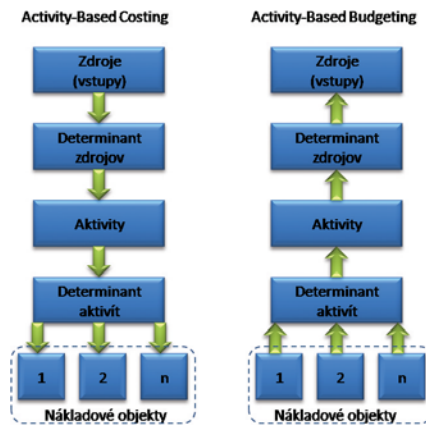 Activity-Based Costing
Zdroje
(vstupy)
Determinant
zdrojov
Aktivity
Determinant
aktivít
1 2 n
Nákladové objekty
Activity-Based Budgeting
Zdroje
(vstupy)
Determinant
zdrojov
Aktivity
Determinant
aktivít
1 2 n
Nákladové objekty